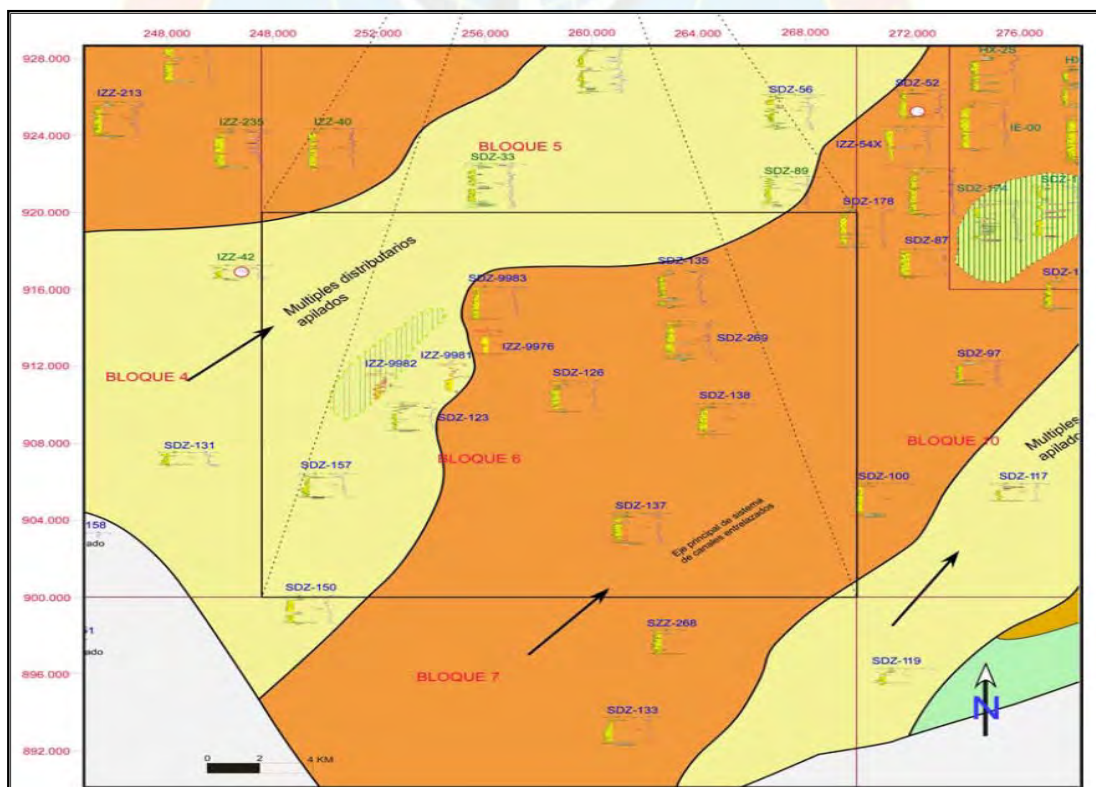 248.000 248.000 252.000 256.000 260.000 264.000 268.000 272.000 276.000
928.000
924.000
920.000
916.000
912.000
908.000
904.000
900.000
896.000
892.000
IZZ-213
IZZ-235
IZZ-40
BLOQUE 5
SDZ-33
SDZ-56
SDZ-89
SDZ-52
HX-2S
IZZ-54X
IE-00
SDZ-174
SDZ-178
SDZ-87
IZZ-42
Multiples distributarios
apilados
SDZ-9983
SDZ-135
BLOQUE 4
IZZ-9982
IZZ-9981
IZZ-9976
SDZ-269
SDZ-126
SDZ-138
SDZ-97
SDZ-123
SDZ-131
BLOQUE 6
BLOQUE 10
Multiples
SDZ-157
SDZ-100
SDZ-117
SDZ-137
Eje principal de sistema
de canales entrelazados
158
ado
SDZ-150
ado
SZZ-268
BLOQUE 7
SDZ-119
SDZ-133
N
0 2 4 KM